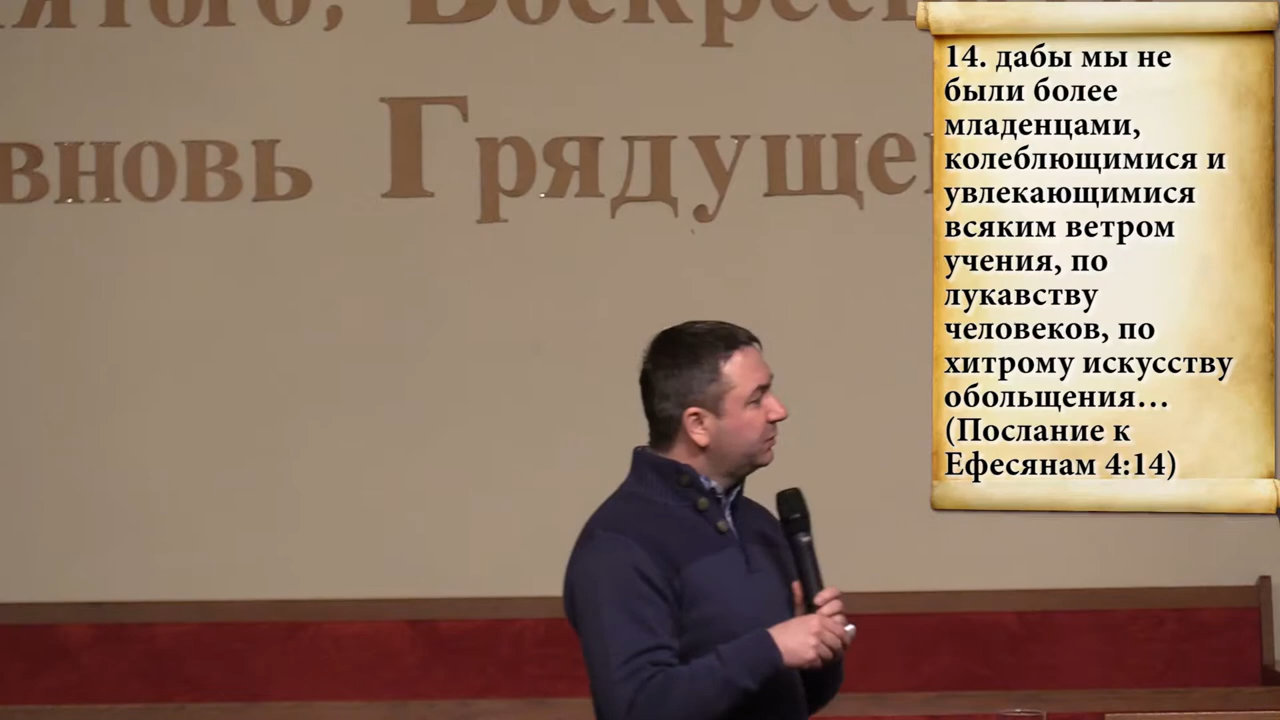 вновь
14. дабы мы не
были более
младенцами,
колеблющимися и
увлекающимися
всяким ветром
учения, по
лукавству
человеков, по
хитрому искусству
обольщения…
(Послание к
Ефесянам 4:14)